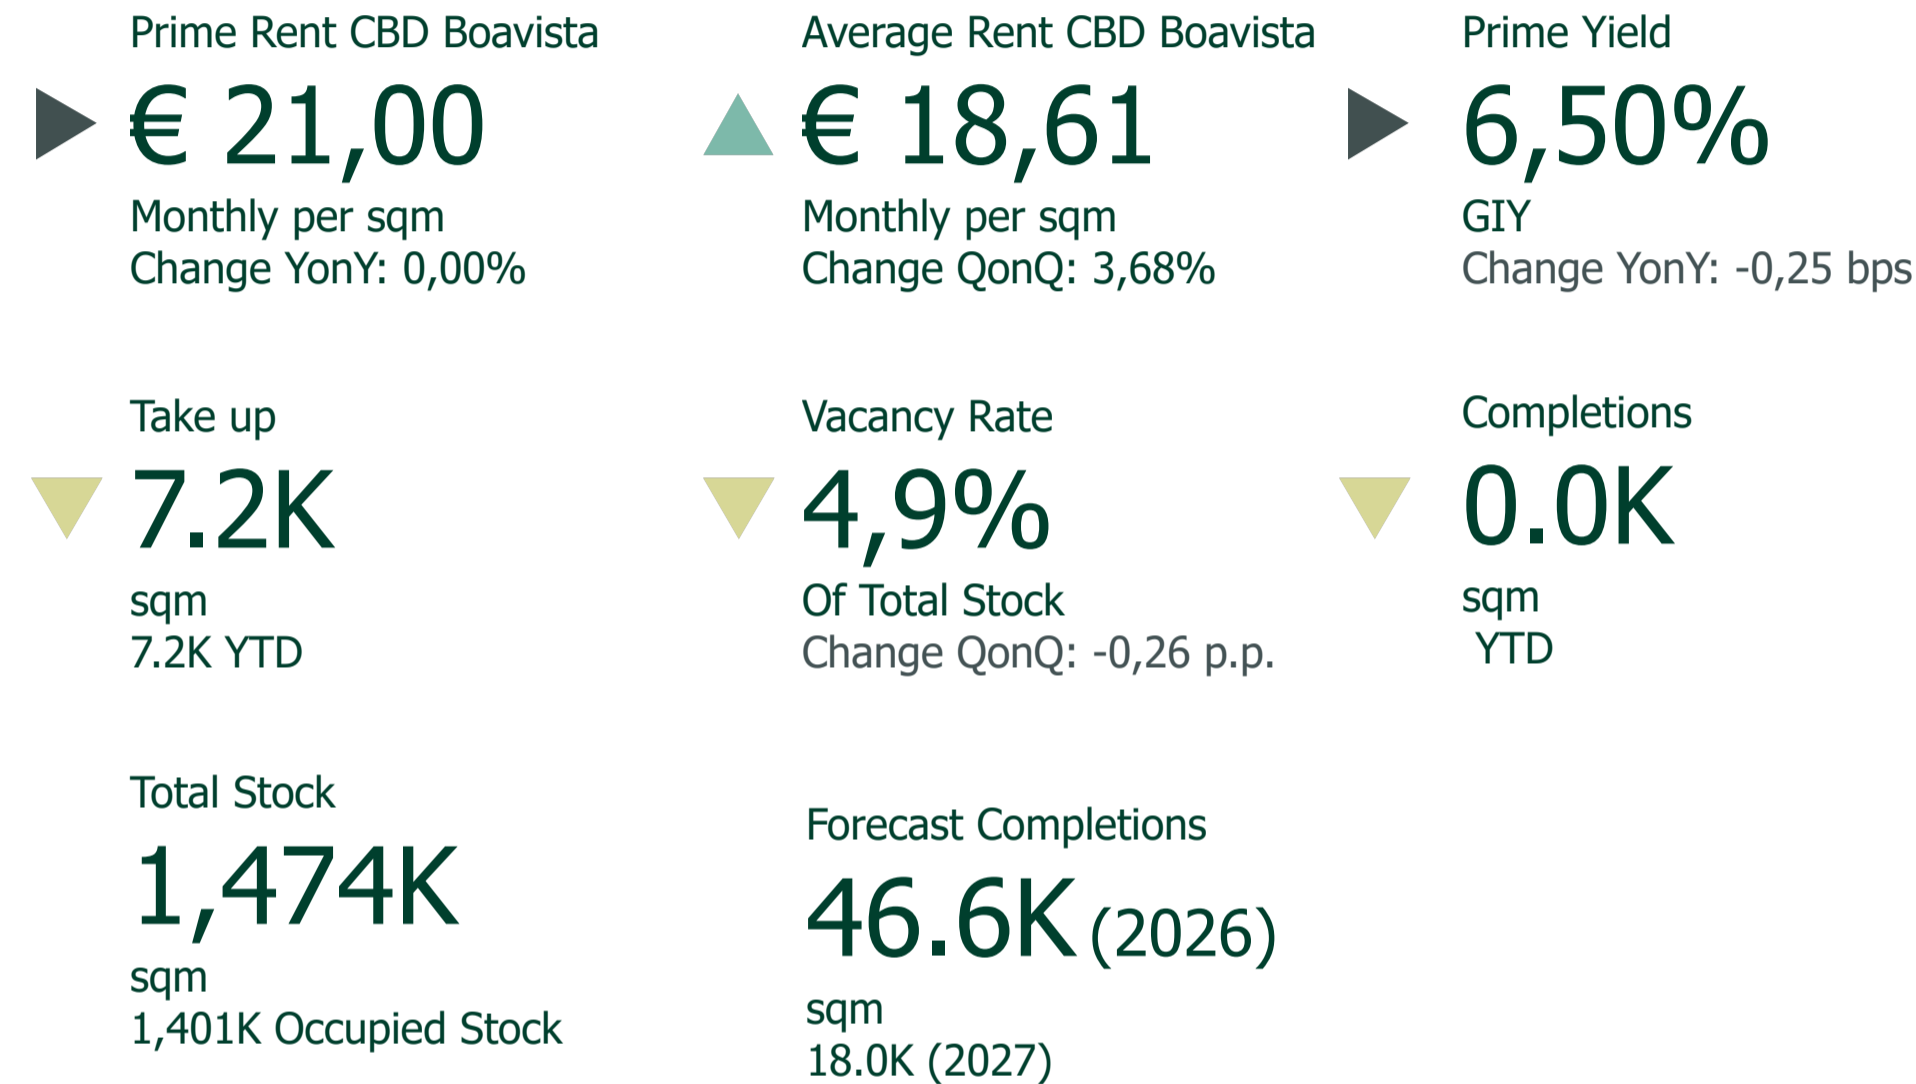 Prime Rent CBD Boavista
€ 21,00
Monthly per sqm
Change YonY: 0,00%
Average Rent CBD Boavista
€ 18,61
Monthly per sqm
Change QonQ: 3,68%
Prime Yield
6,50%
GIY
Change YonY: -0,25 bps
Take up
7.2K
sqm
7.2K YTD
Vacancy Rate
4,9%
Of Total Stock
Change QonQ: -0,26 p.p.
Completions
0.0K
sqm
YTD
Total Stock
1,474K
sqm
1,401K Occupied Stock
Forecast Completions
46.6K (2026)
sqm
18.0K (2027)